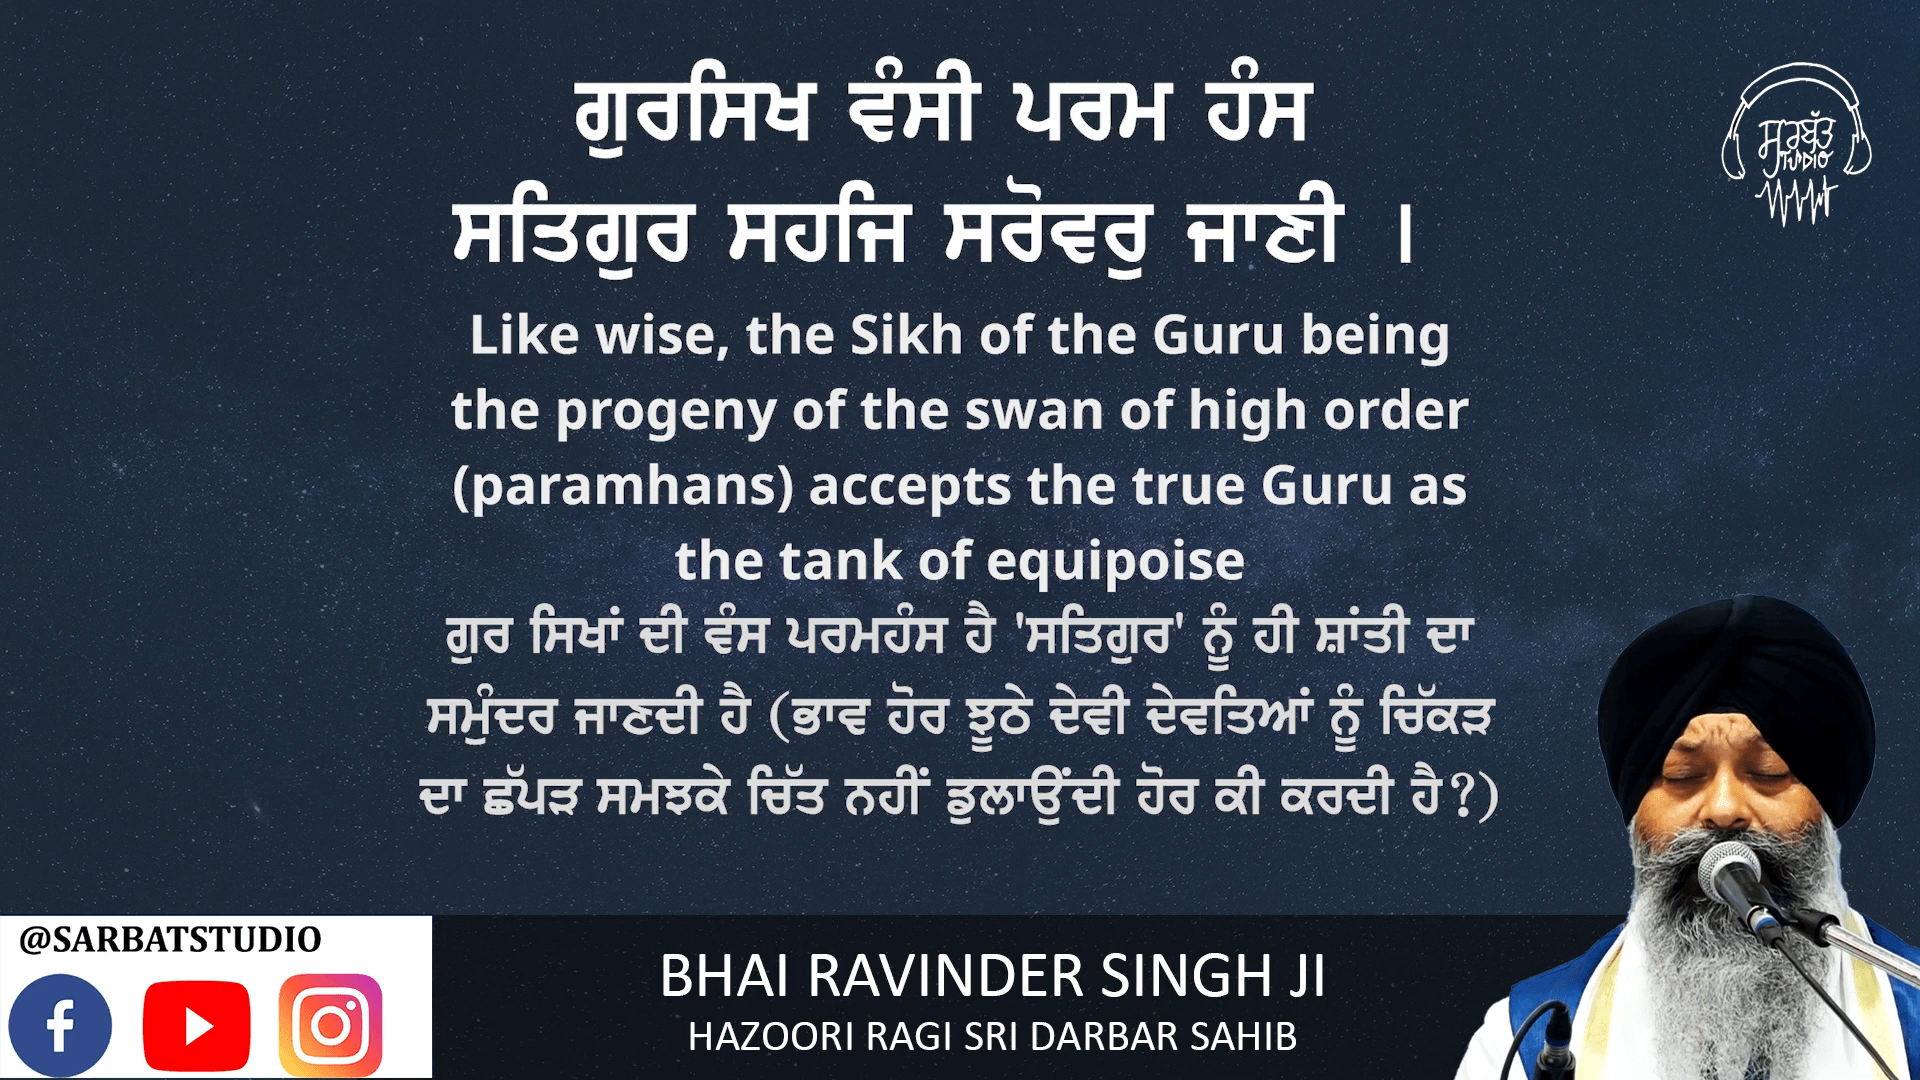 ਗੁਰਸਿਖ ਵੰਸੀ ਪਰਮ ਹੰਸ
ਸਤਿਗੁਰ ਸਹਜਿ ਸਰੋਵਰੁ ਜਾਣੀ ।
ਸਰਬੱਤ
STUDIO
Like wise, the Sikh of the Guru being
the progeny of the swan of high order
(paramhans) accepts the true Guru as
the tank of equipoise
ਗੁਰ ਸਿਖਾਂ ਦੀ ਵੰਸ ਪਰਮਹੰਸ ਹੈ 'ਸਤਿਗੁਰ' ਨੂੰ ਹੀ ਸ਼ਾਂਤੀ ਦਾ
ਸਮੁੰਦਰ ਜਾਣਦੀ ਹੈ (ਭਾਵ ਹੋਰ ਝੂਠੇ ਦੇਵੀ ਦੇਵਤਿਆਂ ਨੂੰ ਚਿੱਕੜ
ਦਾ ਛੱਪੜ ਸਮਝਕੇ ਚਿੱਤ ਨਹੀਂ ਡੁਲਾਉਂਦੀ ਹੋਰ ਕੀ ਕਰਦੀ ਹੈ?)
@SARBATSTUDIO
BHAI RAVINDER SINGH JI
HAZOORI RAGI SRI DARBAR SAHIB